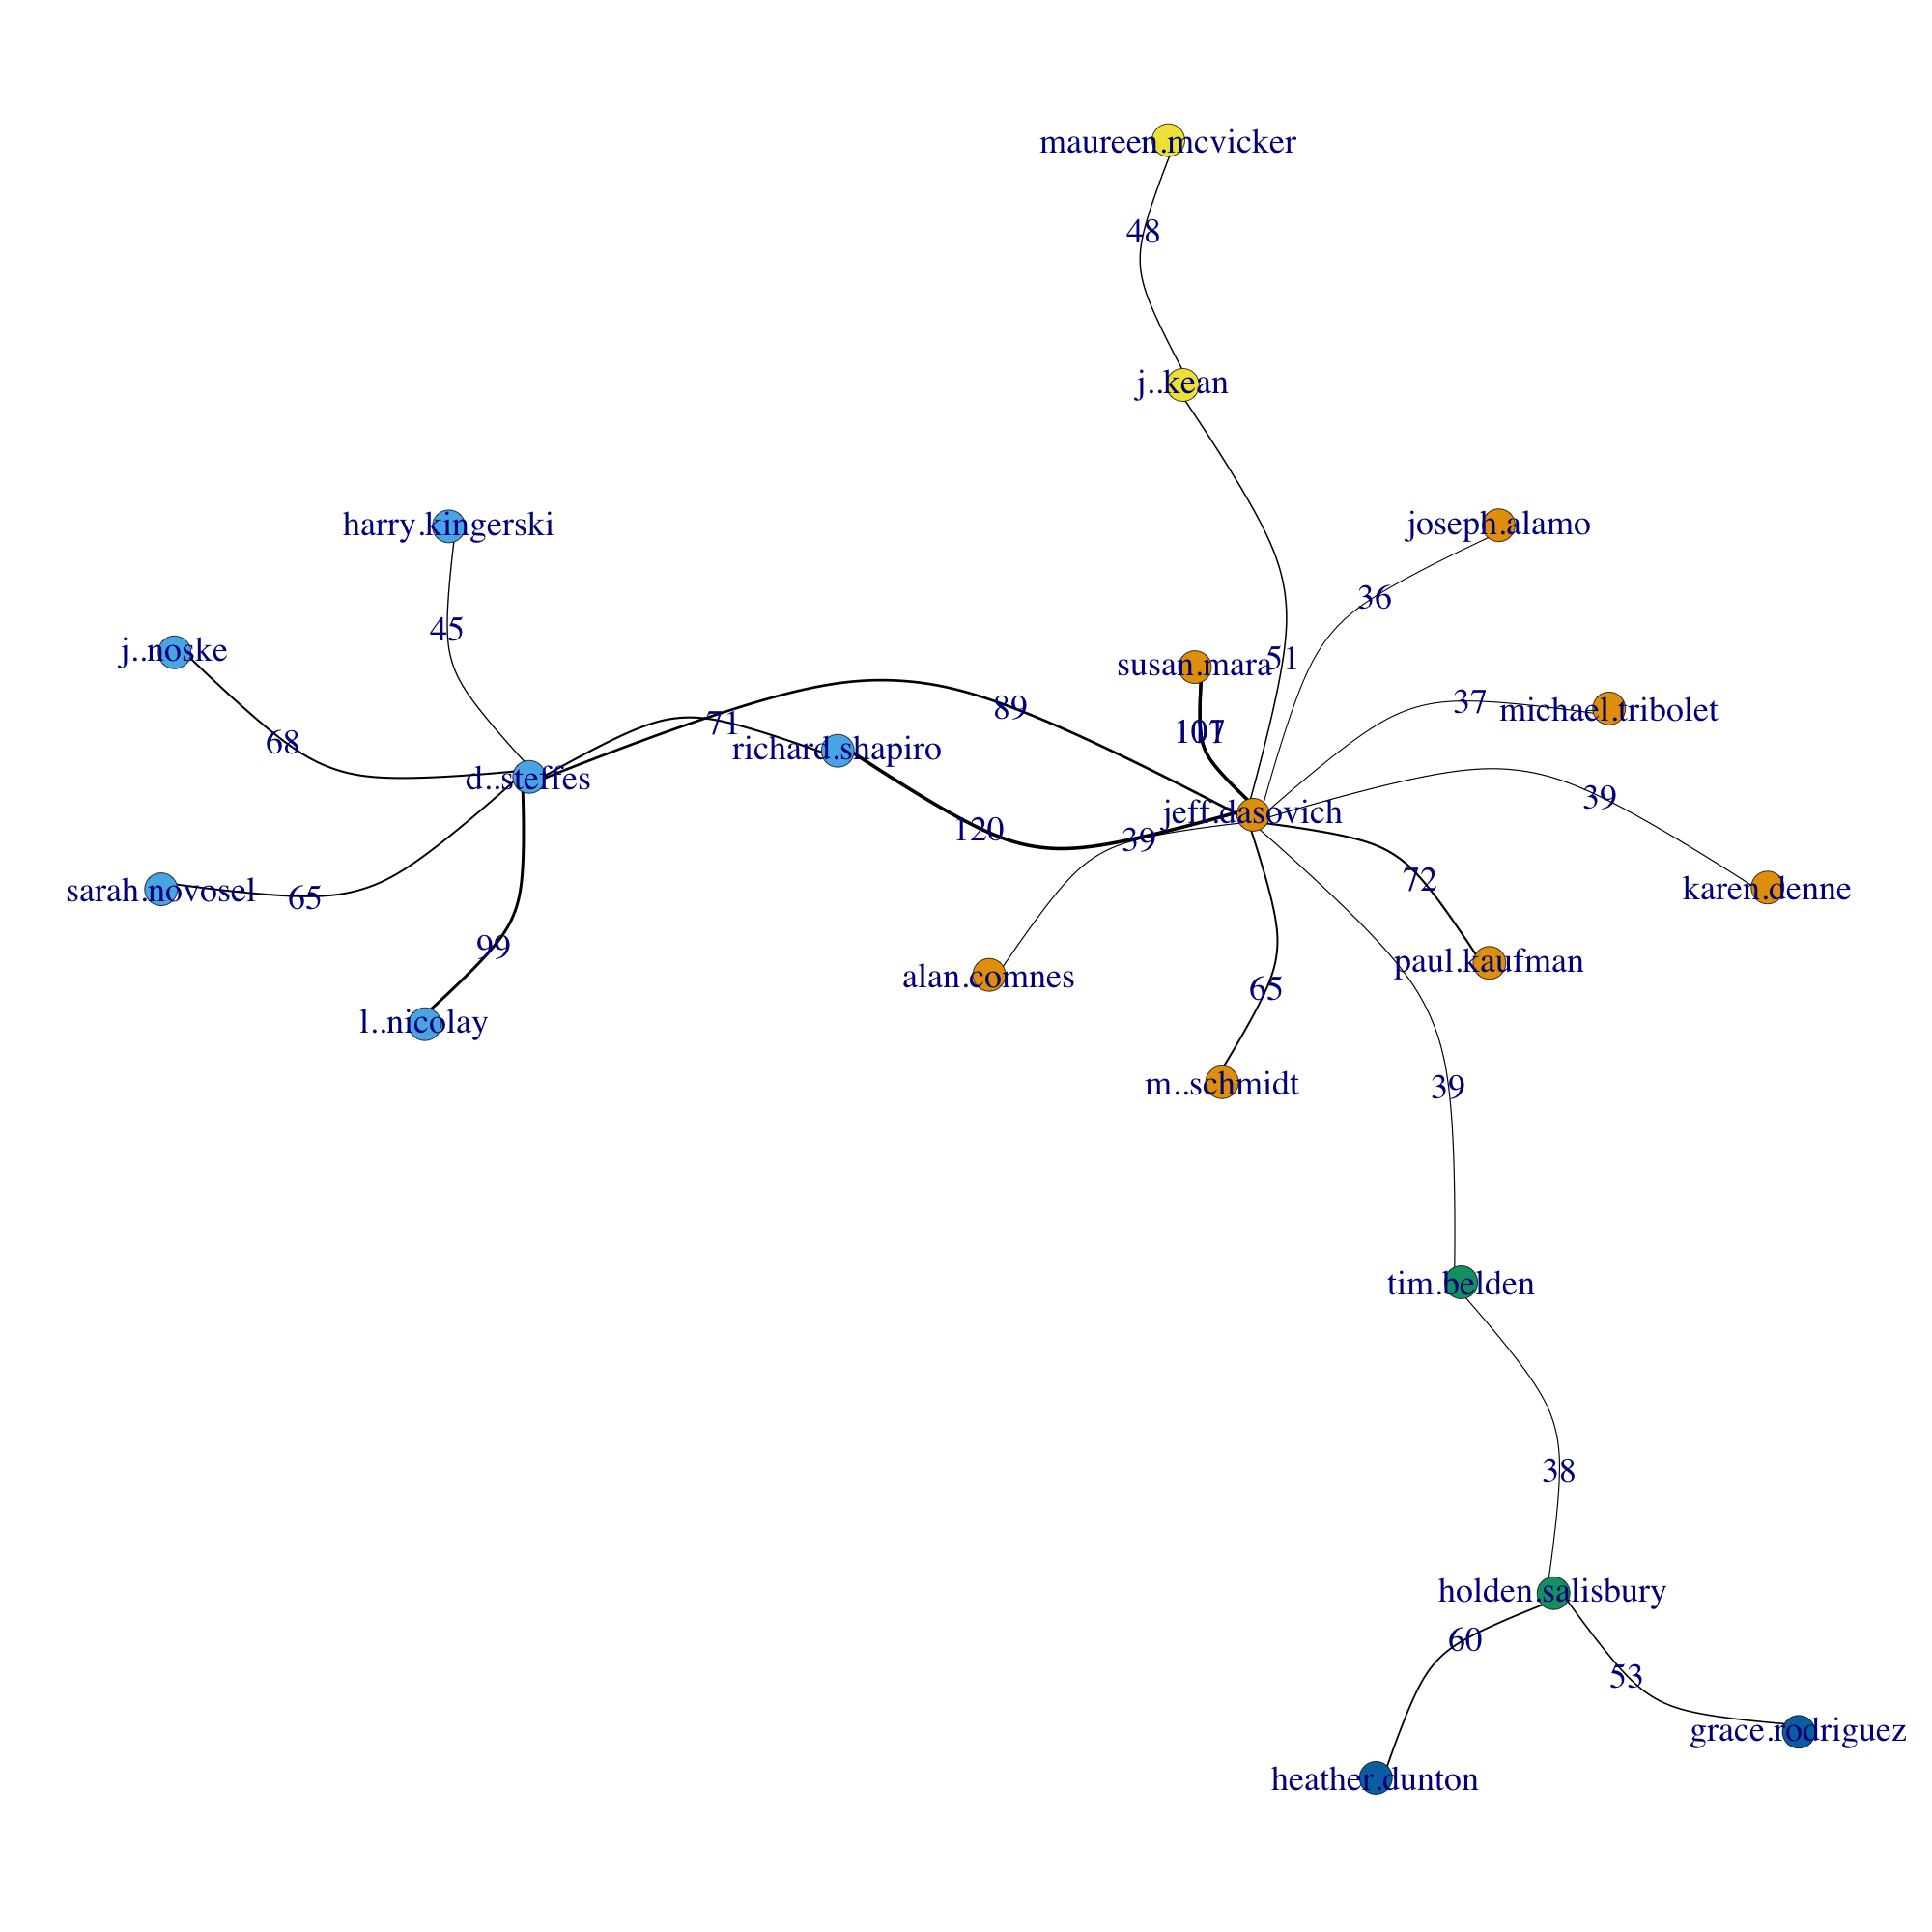 maureen.mcvicker
48
j..kean
harry.kingerski
joseph.alamo
36
45
j..noske
susan.mara
51
37
michael.tribolet
89
71
68
richard.shapiro
d..steffes
39
jeff.dasovich
120
39
72
sarah.novosel
65
karen.denne
99
paul.kaufman
alan.comnes
65
l..nicolay
m..schmidt
39
tim.belden
38
holden.salisbury
60
53
grace.rodriguez
heather.dunton